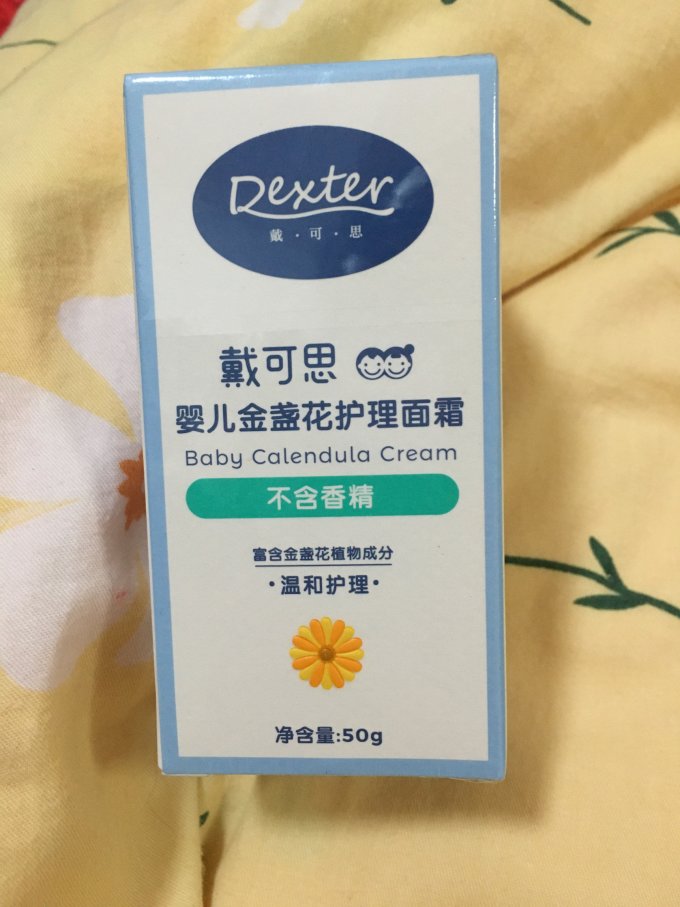 Dexter
戴·可·思
戴可思
婴儿金盏花护理面霜
Baby Calendula Cream
不含香精
富含金盏花植物成分
·温和护理·
净含量:50g